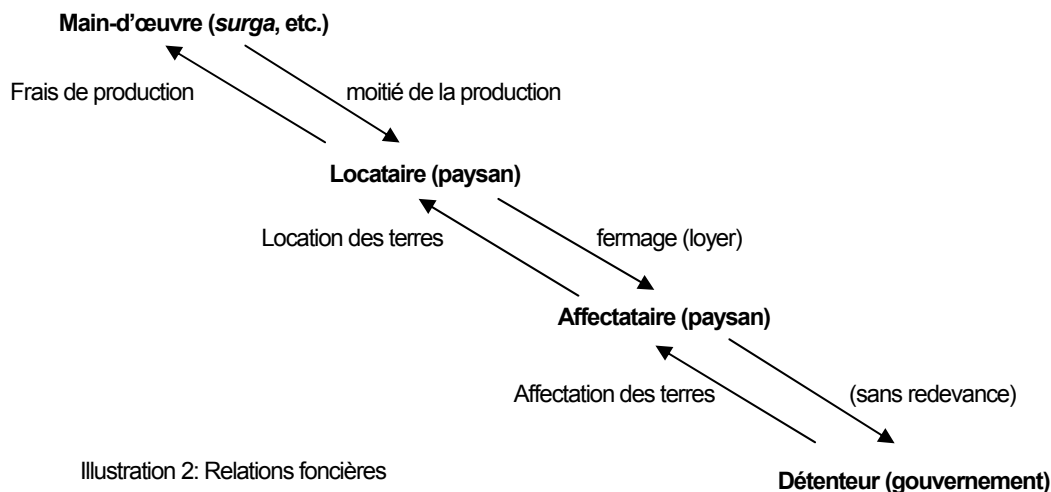 Main-d’œuvre (surga, etc.)
Frais de production
moitié de la production
Locataire (paysan)
Location des terres
fermage (loyer)
Affectataire (paysan)
Affectation des terres
(sans redevance)
Illustration 2: Relations foncières
Détenteur (gouvernement)